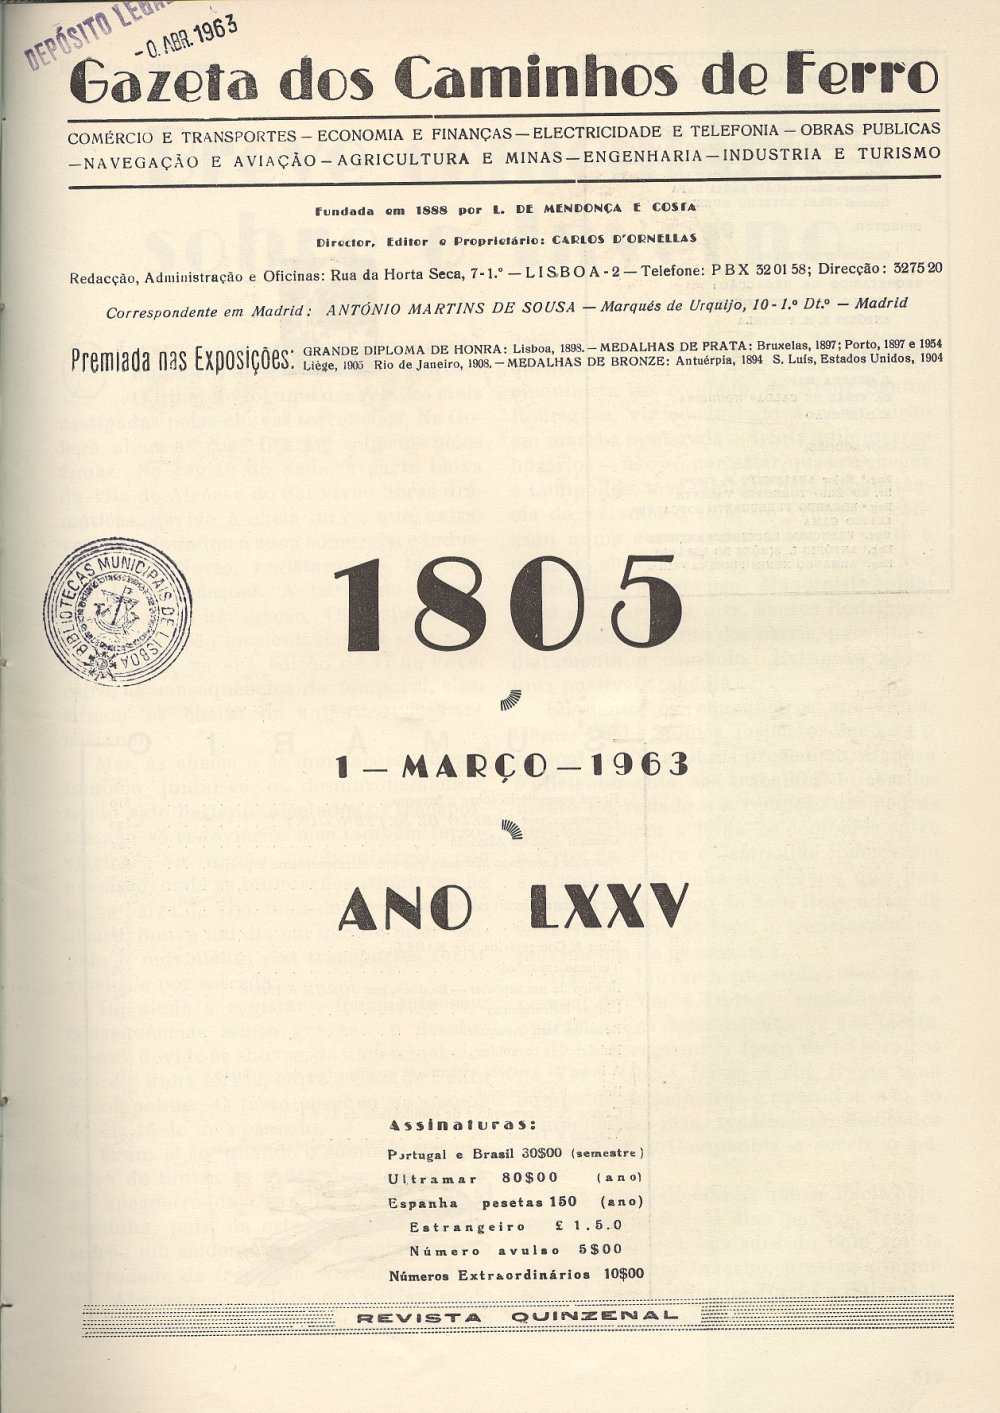 DEPÓSITO LEGAL
-0. ABR. 1963
Gazeta dos Caminhos de Ferro
COMÉRCIO E TRANSPORTES — ECONOMIA E FINANÇAS — ELECTRICIDADE E TELEFONIA — OBRAS PUBLICAS
— NAVEGAÇÃO E AVIAÇÃO — AGRICULTURA E MINAS — ENGENHARIA — INDUSTRIA E TURISMO
Fundada em 1888 por L. DE MENDONÇA E COSTA
Director, Editor e Proprietário: CARLOS D'ORNELLAS
Redacção, Administração e Oficinas: Rua da Horta Seca, 7-1.º — LISBOA-2 — Telefone: PBX 320158; Direcção: 327520
Correspondente em Madrid: ANTÓNIO MARTINS DE SOUSA — Marqués de Urquijo, 10-1.º Dt.º — Madrid
Premiada nas Exposições: GRANDE DIPLOMA DE HONRA: Lisboa, 1898. — MEDALHAS DE PRATA: Bruxelas, 1897; Porto, 1897 e 1934
Liège, 1905 Rio de Janeiro, 1908. — MEDALHAS DE BRONZE: Antuérpia, 1894 S. Luís, Estados Unidos, 1904
BIBLIOTECAS MUNICIPAIS DE LISBOA
1805
1 — MARÇO — 1963
ANO LXXV
Assinaturas:
Portugal e Brasil 30$00 (semestre)
Ultramar 80$00 (ano)
Espanha pesetas 150 (ano)
Estrangeiro £ 1.5.0
Número avulso 5$00
Números Extraordinários 10$00
REVISTA QUINZENAL